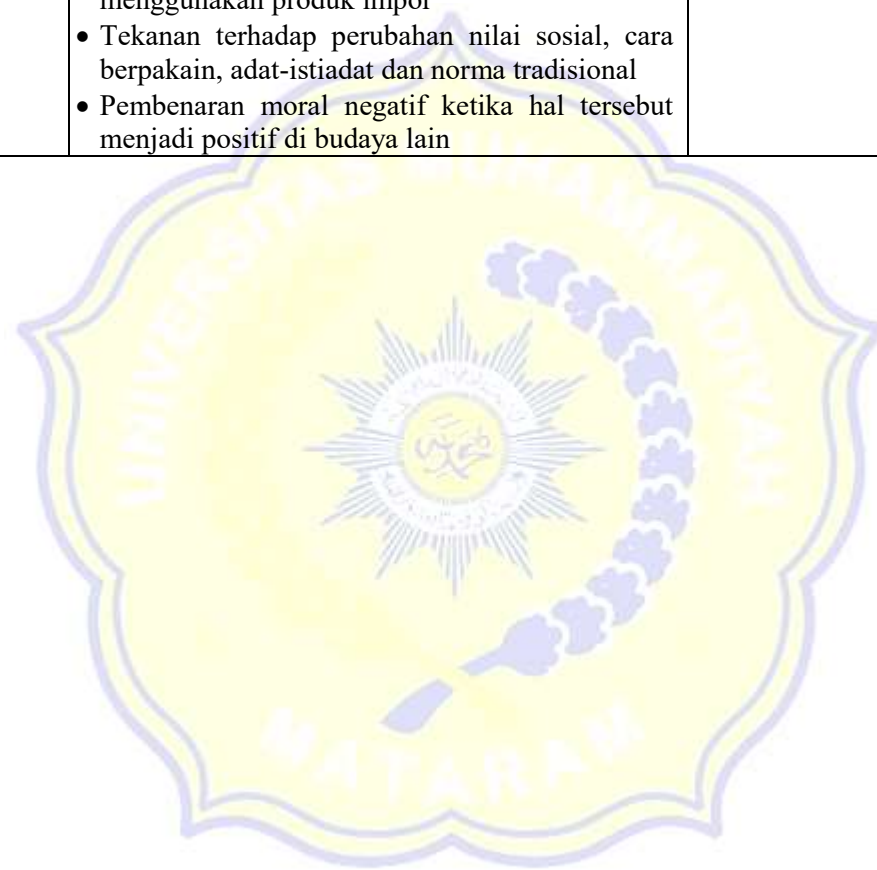 menggunakan produk impor
• Tekanan terhadap perubahan nilai sosial, cara
berpakain, adat-istiadat dan norma tradisional
• Pembenaran moral negatif ketika hal tersebut
menjadi positif di budaya lain
UNIVERSITAS MUHAMMADIYAH
MATARAM